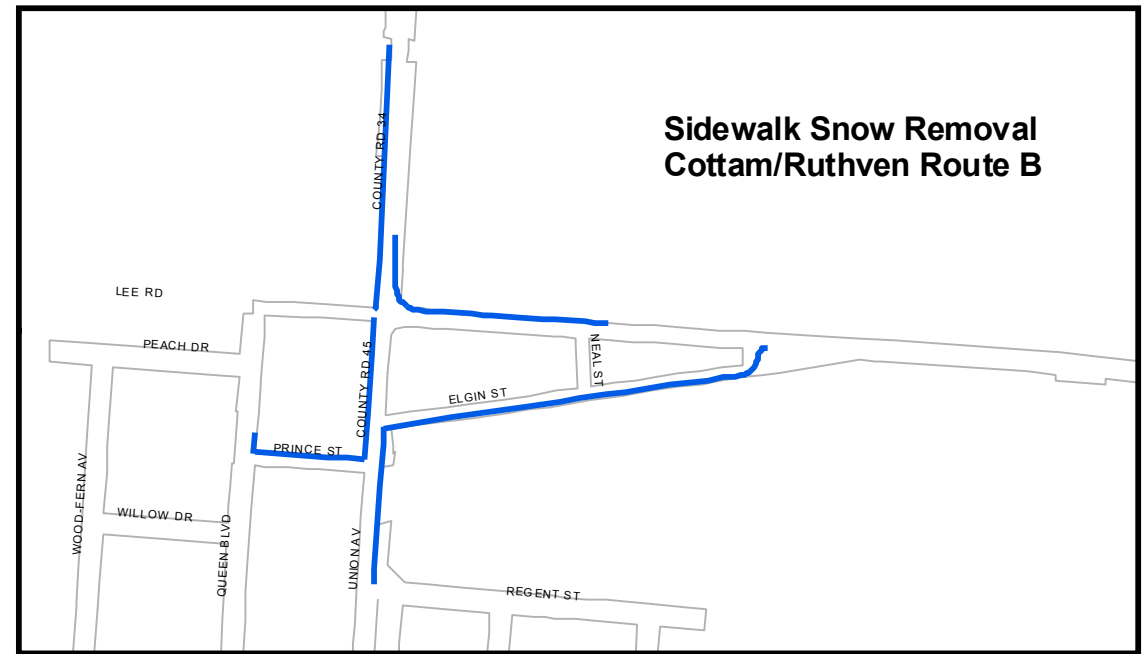 Sidewalk Snow Removal
Cottam/Ruthven Route B
COUNTY RD 34
LEE RD
PEACH DR
NEAL ST
COUNTY RD 45
ELGIN ST
PRINCE ST
WOOD-FERN AV
WILLOW DR
QUEEN BLVD
UNION AV
REGENT ST